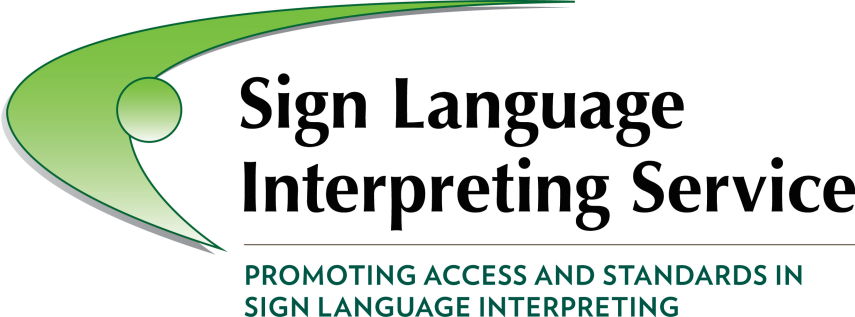 Sign Language
Interpreting Service
PROMOTING ACCESS AND STANDARDS IN
SIGN LANGUAGE INTERPRETING